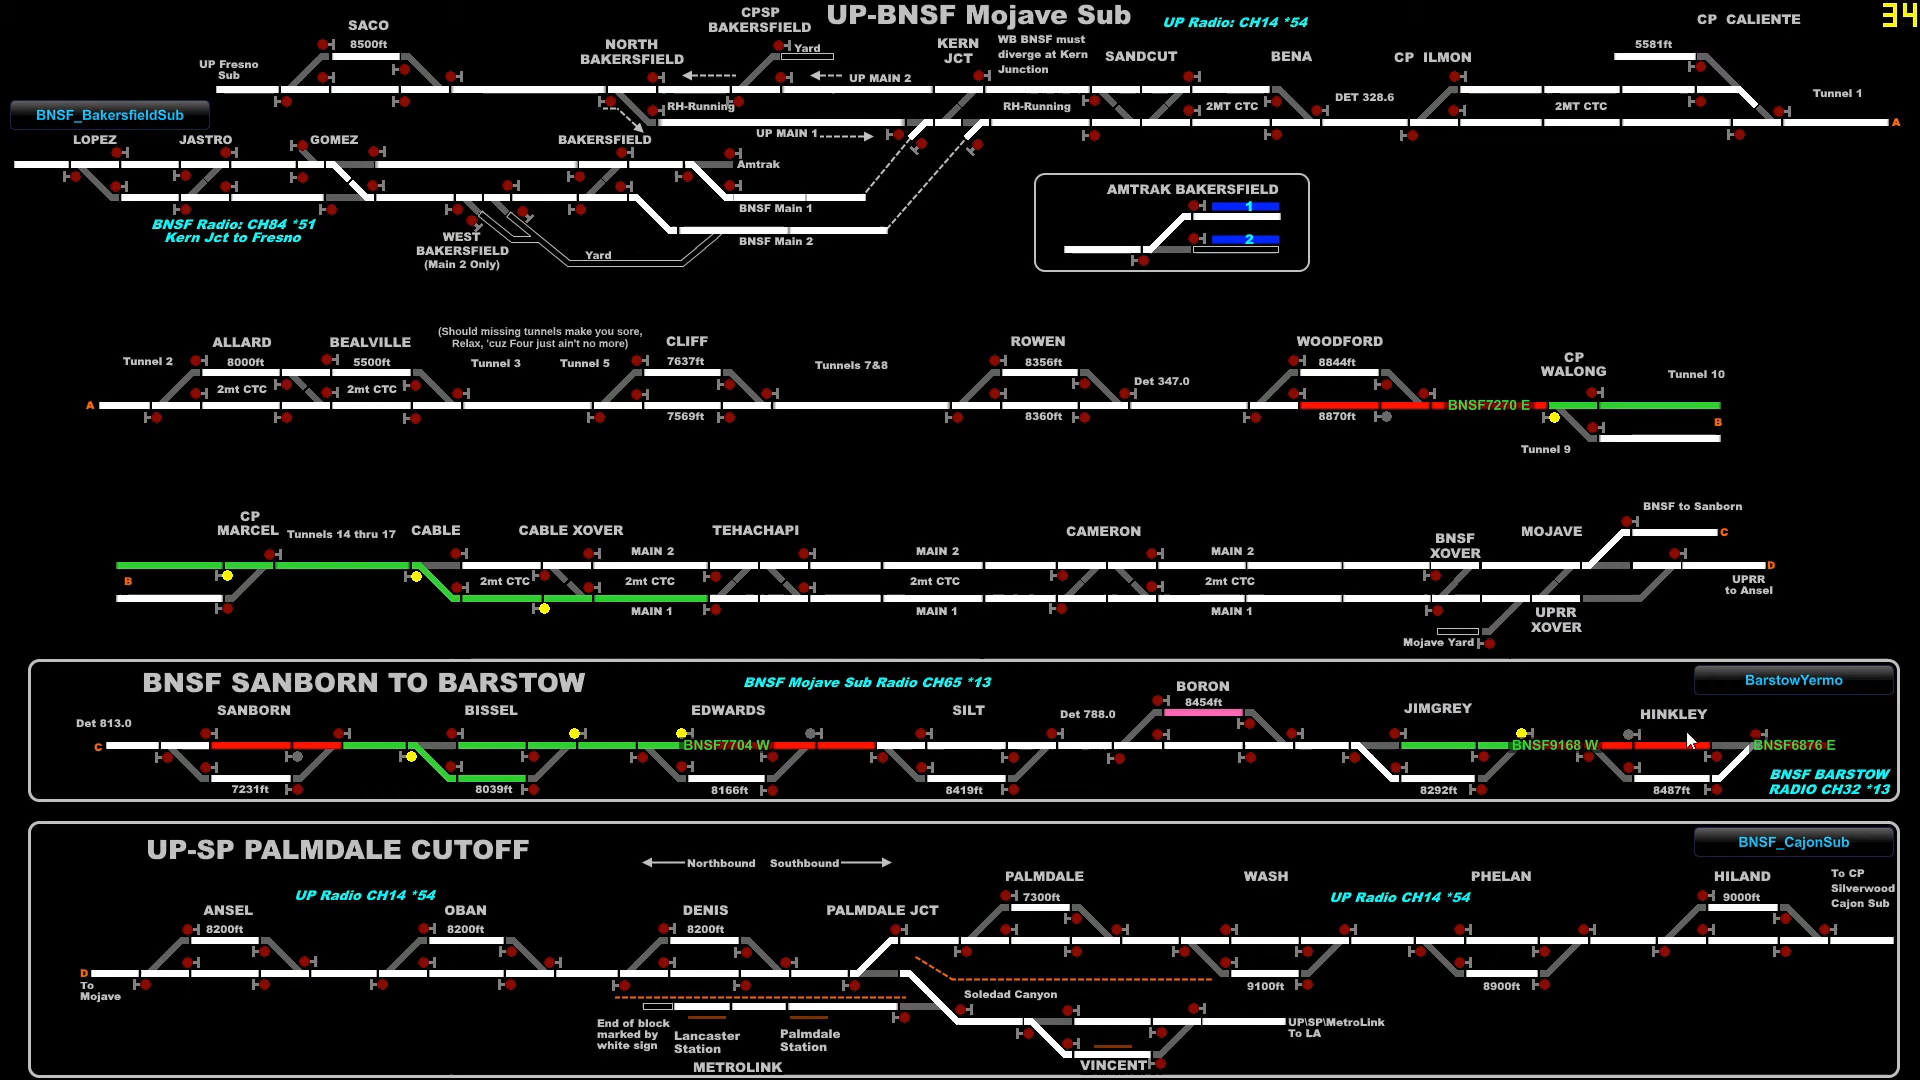 UP-BNSF Mojave Sub
UP Radio: CH14 *54
34
SACO
8500ft
UP Fresno
Sub
NORTH
BAKERSFIELD
CPSP
BAKERSFIELD
Yard
UP MAIN 2
KERN
JCT
WB BNSF must
diverge at Kern
Junction
SANDCUT
BENA
CP ILMON
CP CALIENTE
5581ft
Tunnel 1
BNSF_BakersfieldSub
RH-Running
UP MAIN 1
RH-Running
2MT CTC
DET 328.6
2MT CTC
A
LOPEZ
JASTRO
GOMEZ
BAKERSFIELD
Amtrak
BNSF Main 1
BNSF Main 2
BNSF Radio: CH84 *51
Kern Jct to Fresno
WEST
BAKERSFIELD
(Main 2 Only)
Yard
AMTRAK BAKERSFIELD
1
2
ALLARD
8000ft
BEALVILLE
5500ft
(Should missing tunnels make you sore,
Relax, 'cuz Four just ain't no more)
Tunnel 2
2mt CTC
2mt CTC
Tunnel 3
Tunnel 5
CLIFF
7637ft
7569ft
Tunnels 7&8
ROWEN
8356ft
8360ft
Det 347.0
WOODFORD
8844ft
8870ft
BNSF7270 E
CP
WALONG
Tunnel 10
Tunnel 9
A
B
CP
MARCEL
Tunnels 14 thru 17
CABLE
CABLE XOVER
MAIN 2
TEHACHAPI
MAIN 2
CAMERON
MAIN 2
BNSF
XOVER
MOJAVE
BNSF to Sanborn
C
B
2mt CTC
2mt CTC
2mt CTC
2mt CTC
D
MAIN 1
MAIN 1
MAIN 1
UPRR
XOVER
UPRR
to Ansel
Mojave Yard
BNSF SANBORN TO BARSTOW
BNSF Mojave Sub Radio CH65 *13
BarstowYermo
Det 813.0
SANBORN
BISSEL
EDWARDS
SILT
Det 788.0
BORON
8454ft
JIMGREY
HINKLEY
C
BNSF7704 W
BNSF9168 W
BNSF6876 E
7231ft
8039ft
8166ft
8419ft
8292ft
8487ft
BNSF BARSTOW
RADIO CH32 *13
UP-SP PALMDALE CUTOFF
Northbound
Southbound
BNSF_CajonSub
UP Radio CH14 *54
UP Radio CH14 *54
ANSEL
8200ft
OBAN
8200ft
DENIS
8200ft
PALMDALE JCT
PALMDALE
7300ft
WASH
PHELAN
HILAND
9000ft
To CP
Silverwood
Cajon Sub
D
To
Mojave
9100ft
8900ft
Soledad Canyon
End of block
marked by
white sign
Lancaster
Station
Palmdale
Station
METROLINK
UP\SP\MetroLink
To LA
VINCENT